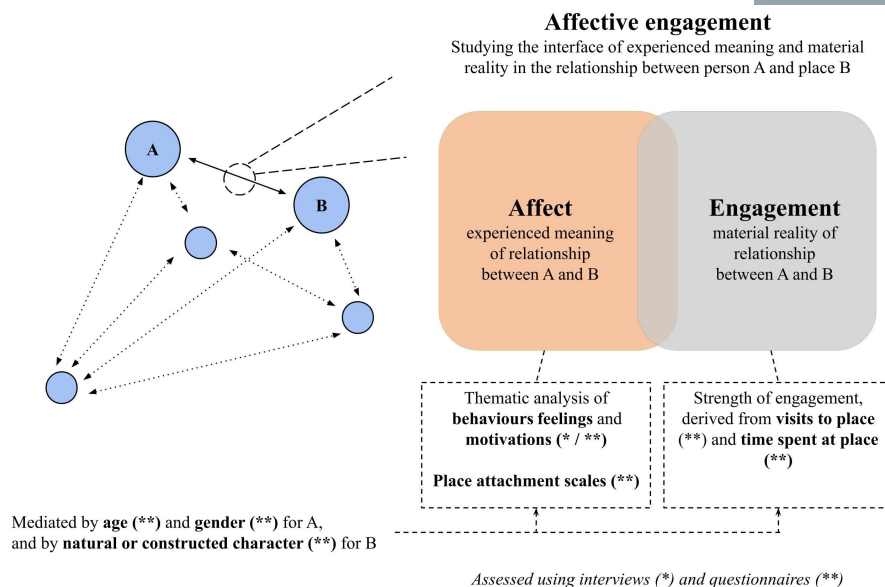 Affective engagement
Studying the interface of experienced meaning and material
reality in the relationship between person A and place B
A
B
Affect
experienced meaning
of relationship
between A and B
Engagement
material reality of
relationship
between A and B
Thematic analysis of
behaviours feelings and
motivations (* / **)
Place attachment scales (**)
Strength of engagement,
derived from visits to place
(**) and time spent at place
(**)
Mediated by age (**) and gender (**) for A,
and by natural or constructed character (**) for B
Assessed using interviews (*) and questionnaires (**)